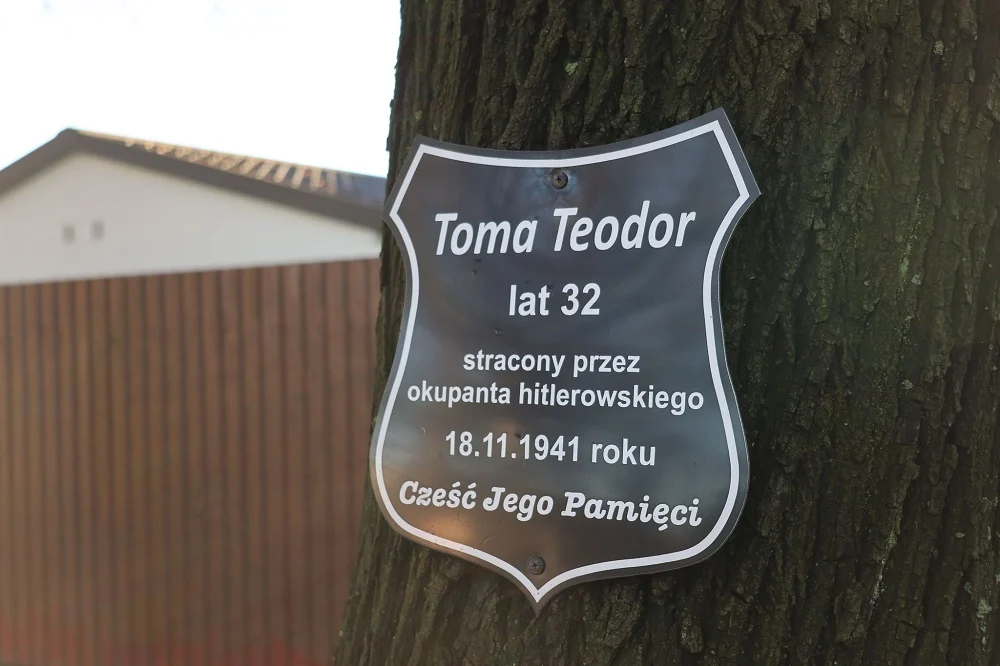 Toma Teodor
lat 32
stracony przez
okupanta hitlerowskiego
18.11.1941 roku
Cześć Jego Pamięci